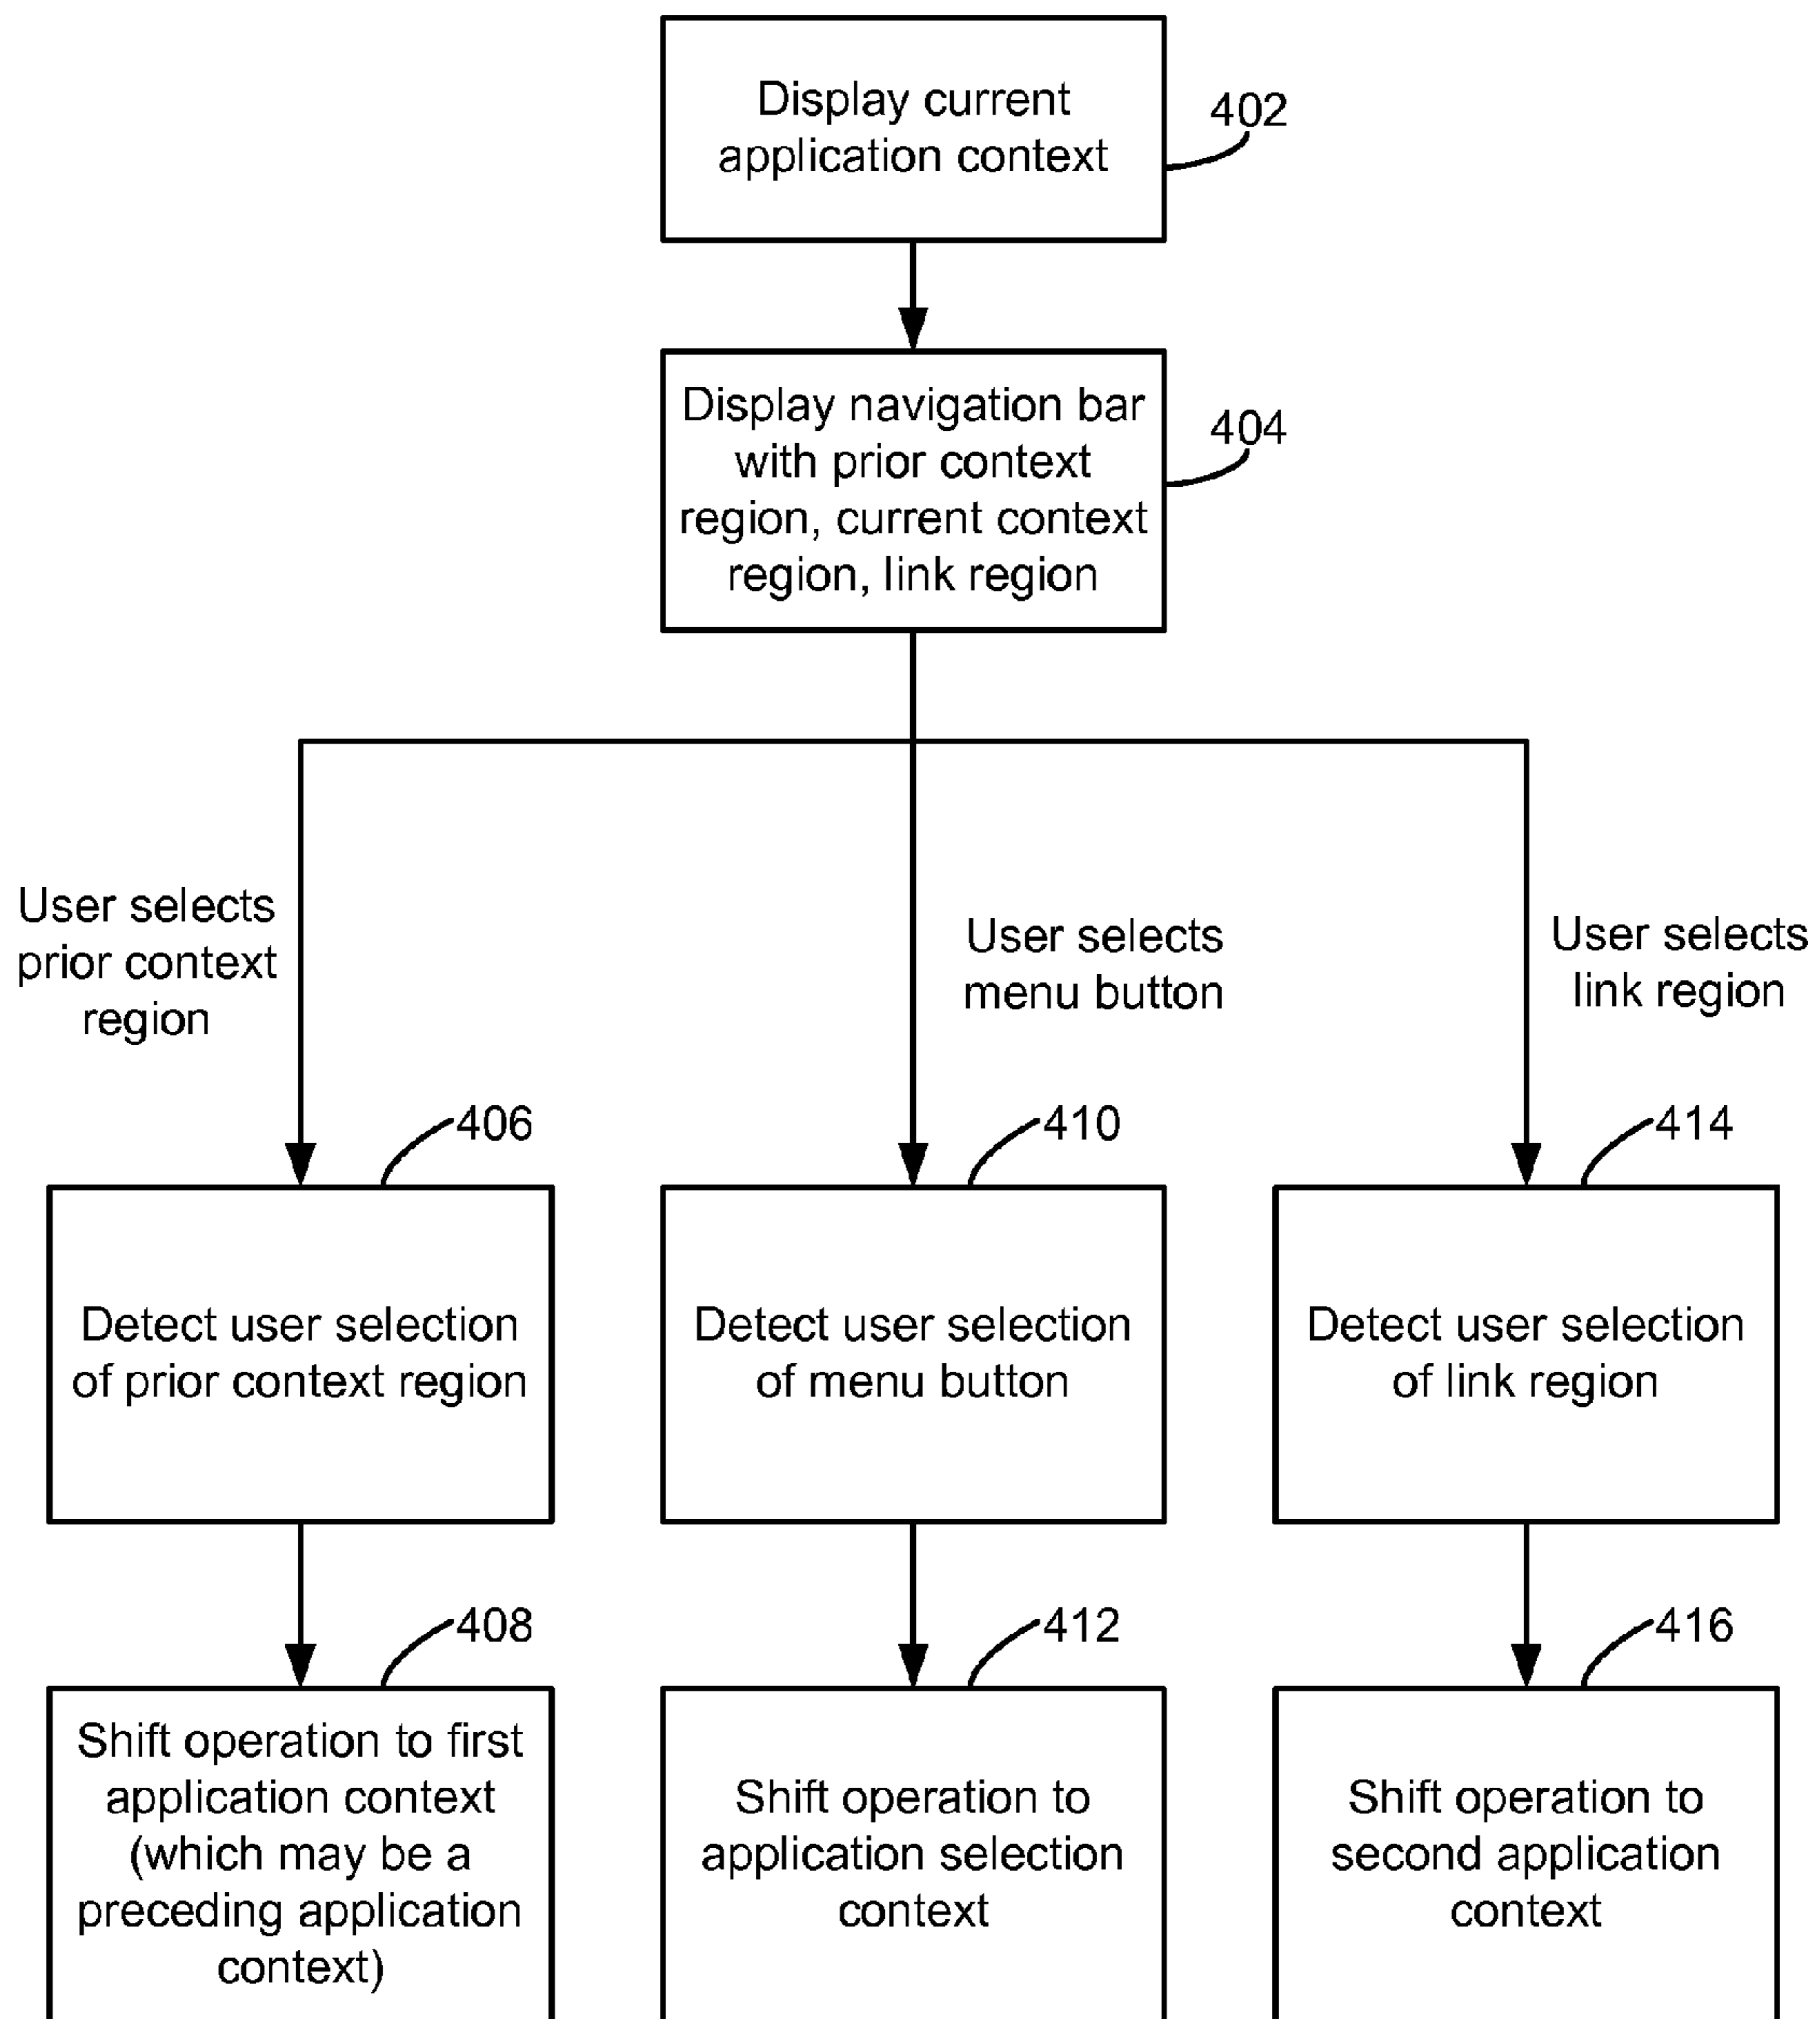 Display current
application context
402
Display navigation bar
with prior context
region, current context
region, link region
404
User selects
prior context
region
User selects
menu button
User selects
link region
406
410
414
Detect user selection
of prior context region
Detect user selection
of menu button
Detect user selection
of link region
408
412
416
Shift operation to first
application context
(which may be a
preceding application
context)
Shift operation to
application selection
context
Shift operation to
second application
context